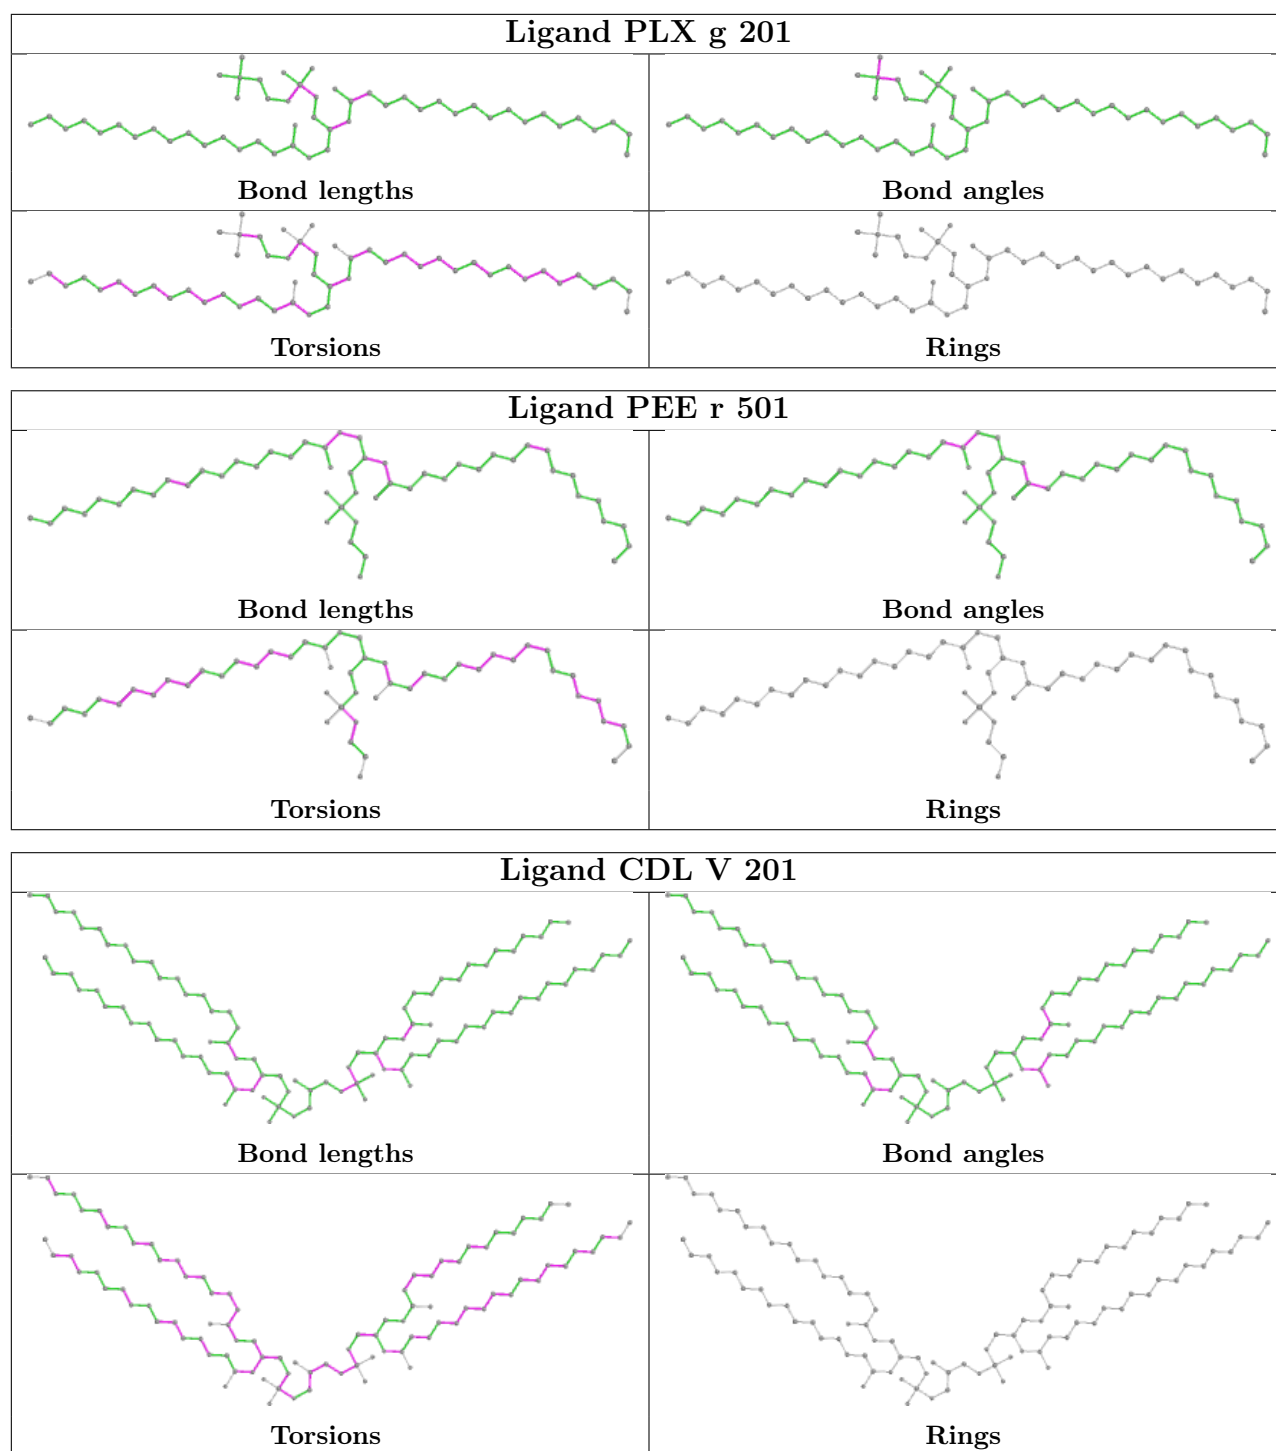 Ligand PLX g 201
Bond lengths
Bond angles
Torsions
Rings
Ligand PEE r 501
Bond lengths
Bond angles
Torsions
Rings
Ligand CDL V 201
Bond lengths
Bond angles
Torsions
Rings